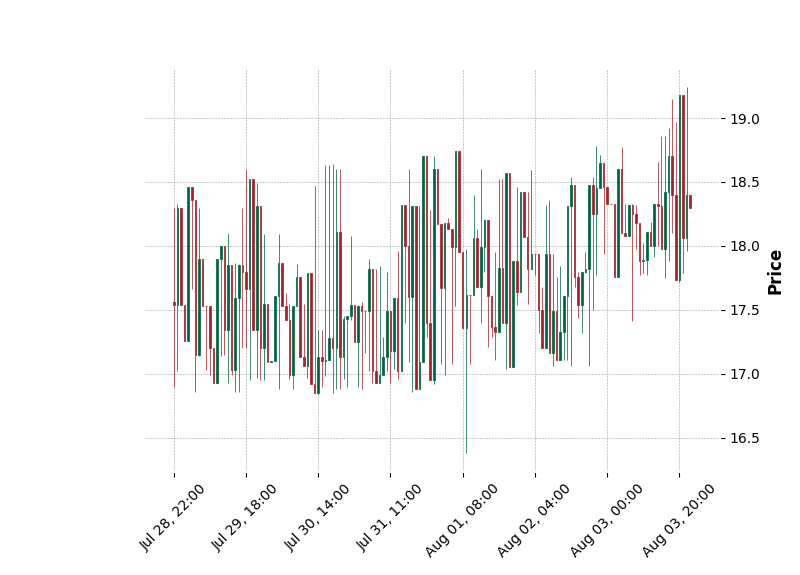 19.0
18.5
18.0
17.5
17.0
16.5
Price
Jul 28, 22:00
Jul 29, 18:00
Jul 30, 14:00
Jul 31, 11:00
Aug 01, 08:00
Aug 02, 04:00
Aug 03, 00:00
Aug 03, 20:00